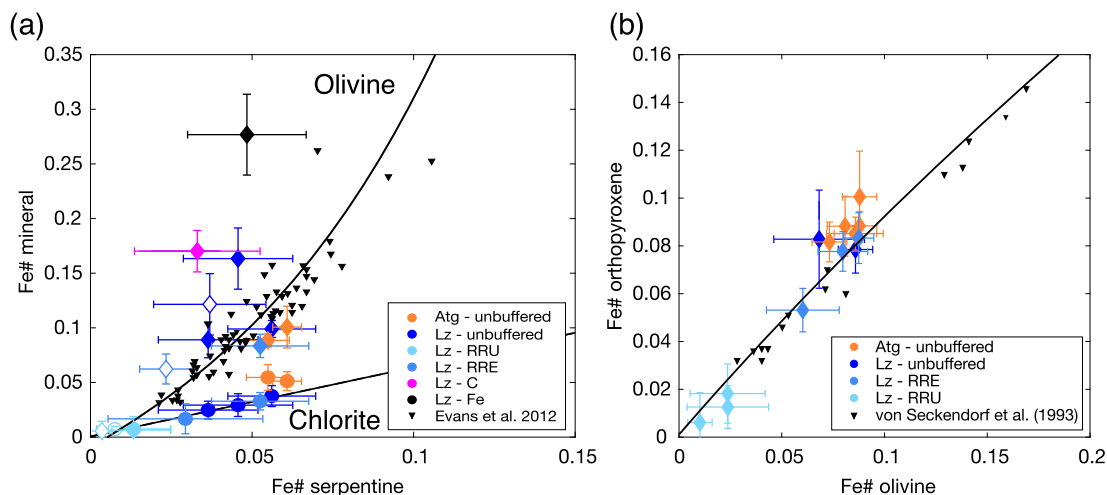 (a)
0.35
0.3
0.25
0.2
0.15
0.1
0.05
0
Fe# mineral
Olivine
Chlorite
Atg - unbuffered
Lz - unbuffered
Lz - RRU
Lz - RRE
Lz - C
Lz - Fe
Evans et al. 2012
0 0.05 0.1 0.15
Fe# serpentine
(b)
0.16
0.14
0.12
0.1
0.08
0.06
0.04
0.02
0
Fe# orthopyroxene
Atg - unbuffered
Lz - unbuffered
Lz - RRE
Lz - RRU
von Seckendorf et al. (1993)
0 0.05 0.1 0.15 0.2
Fe# olivine